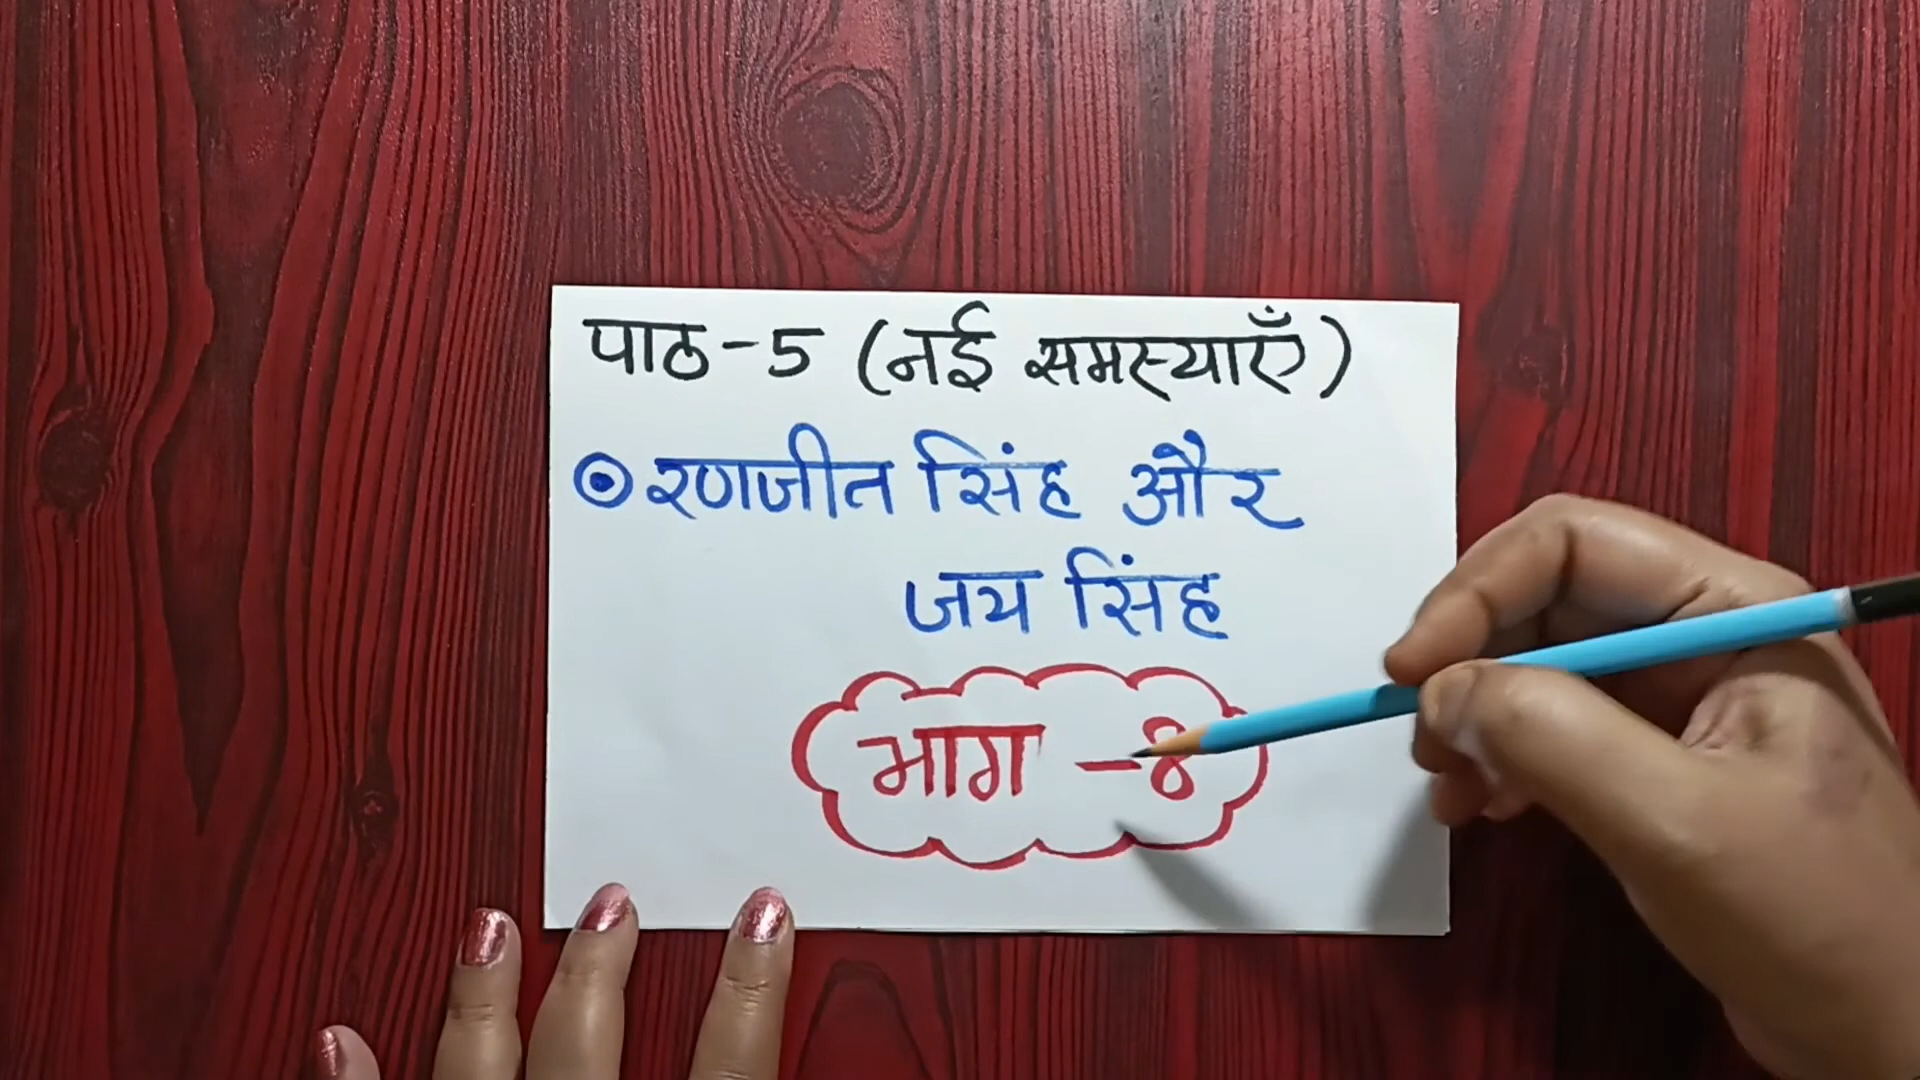 पाठ-5 (नई समस्याएँ)
रणजीत सिंह और
जय सिंह
भाग -8